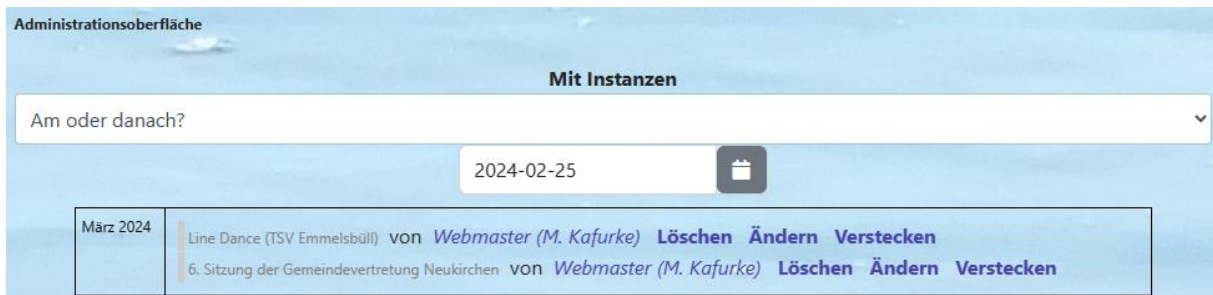 Administrationsoberfläche
Mit Instanzen
Am oder danach?
2024-02-25
März 2024
Line Dance (TSV Emmelsbüll) von Webmaster (M. Kafurke) Löschen Ändern Verstecken
6. Sitzung der Gemeindevertretung Neukirchen von Webmaster (M. Kafurke) Löschen Ändern Verstecken